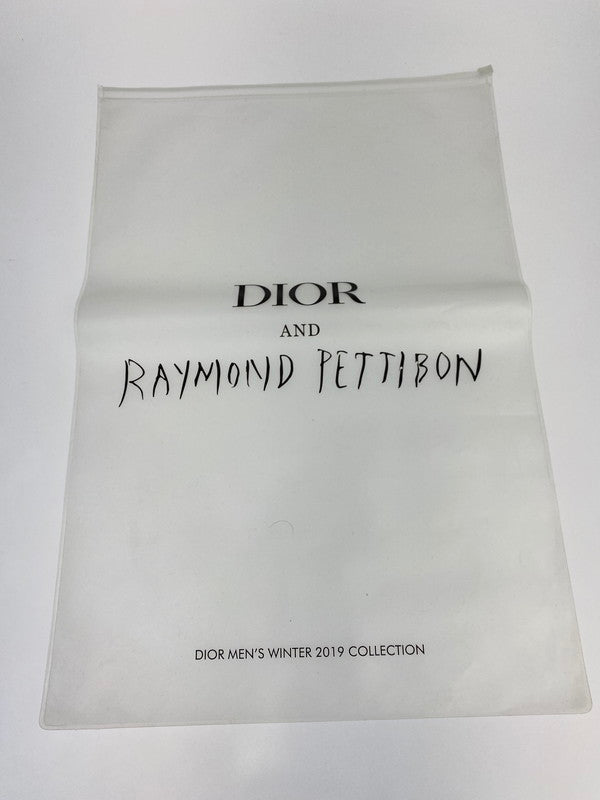 DIOR
AND
RAYMOND PETTIBON
DIOR MEN'S WINTER 2019 COLLECTION